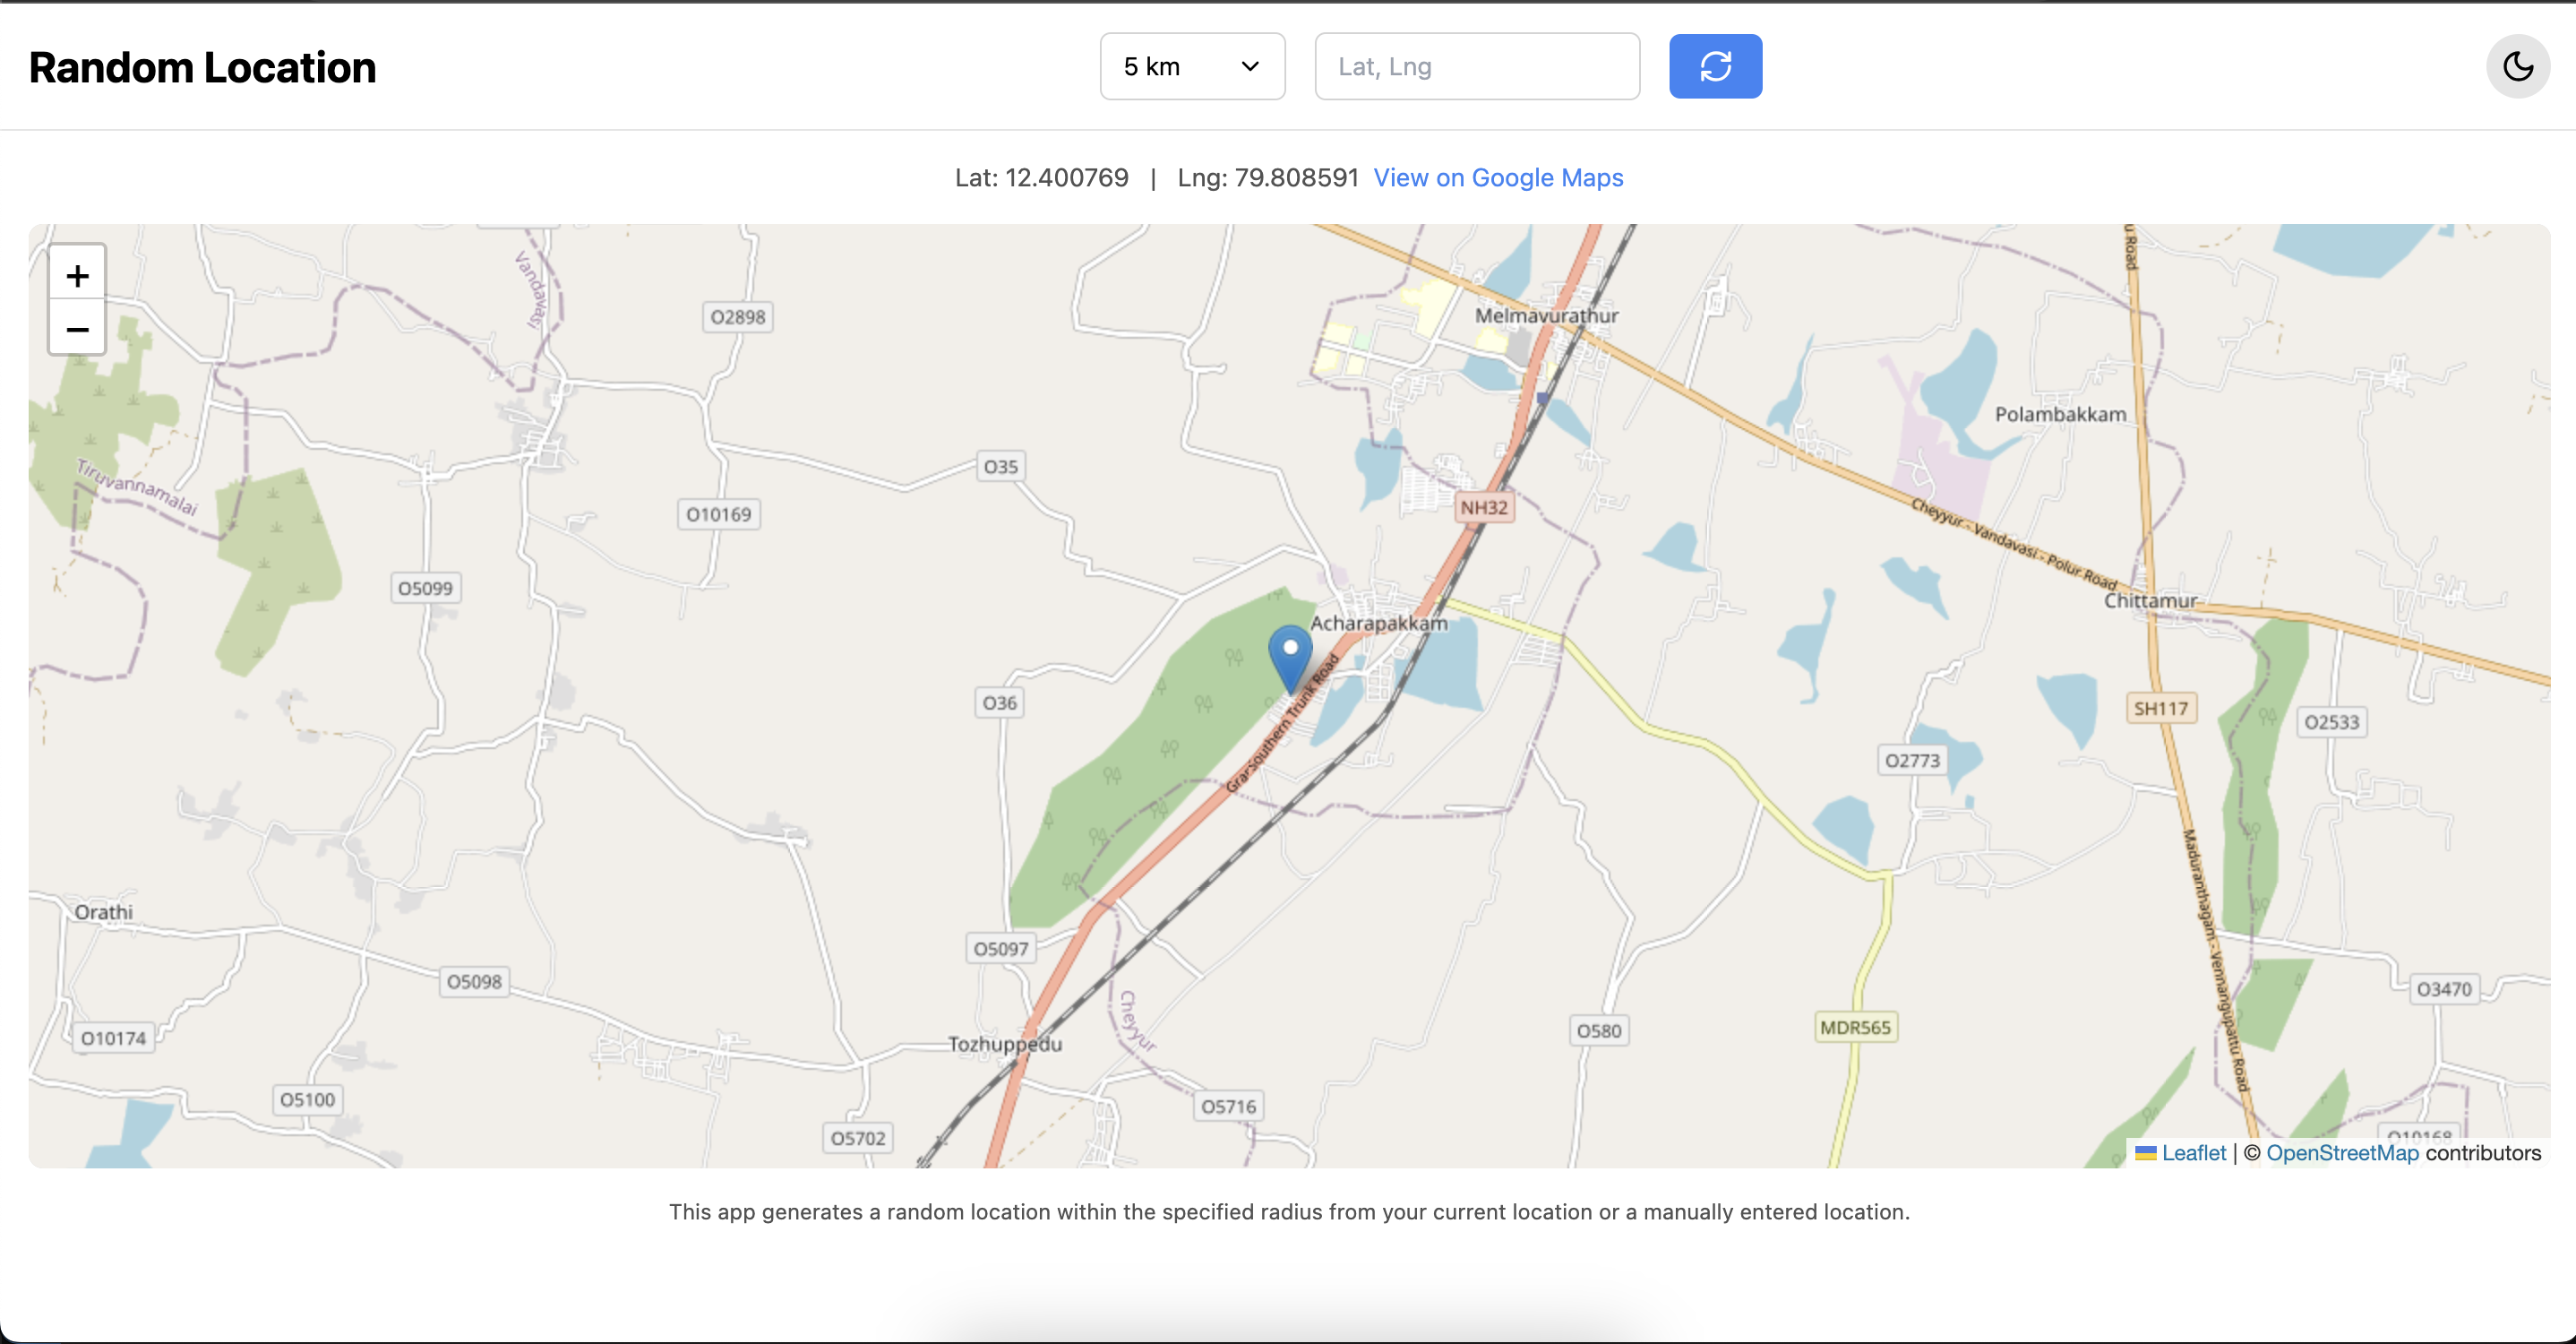 Random Location
5 km
Lat, Lng
Lat: 12.400769 | Lng: 79.808591 View on Google Maps
+
−
Vandavasi
u Road
O2898
Melmavurathur
Polambakkam
O35
Tiruvannamalai
NH32
O10169
Cheyyur - Vandavasi - Polur Road
O5099
Chittamur
Acharapakkam
O36
SH117
O2533
Southern Trunk Road
O2773
Maduranthagam - Vennangupattu Road
Orathi
O5097
O5098
O3470
Cheyyur
MDR565
O580
O10174
Tozhuppedu
O5100
O5716
O5702
O10168
Leaflet | © OpenStreetMap contributors
This app generates a random location within the specified radius from your current location or a manually entered location.